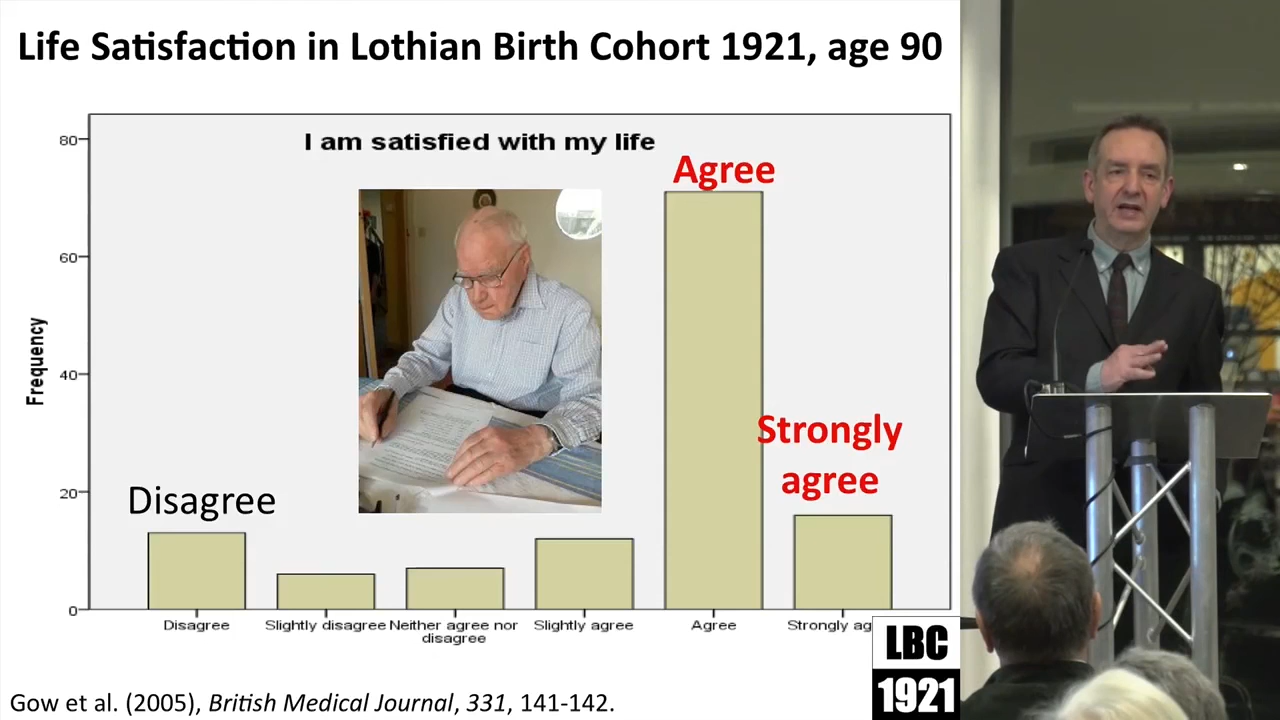 Life Satisfaction in Lothian Birth Cohort 1921, age 90
I am satisfied with my life
Agree
Strongly
agree
Disagree
Frequency
80
60
40
20
0
Disagree
Slightly disagree
Neither agree nor
disagree
Slightly agree
Agree
Strongly
LBC
1921
Gow et al. (2005), British Medical Journal, 331, 141-142.